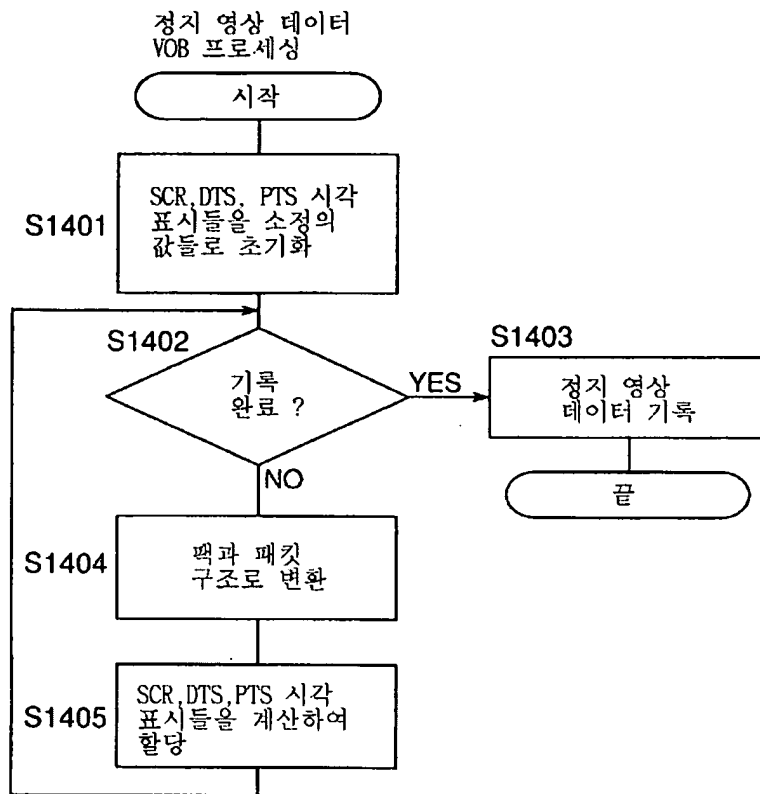 정지 영상 데이터
VOB 프로세싱
시작
S1401
SCR,DTS, PTS 시각
표시들을 소정의
값들로 초기화
S1402
기록
완료 ?
YES
S1403
정지 영상
데이터 기록
끝
NO
S1404
팩과 패킷
구조로 변환
S1405
SCR,DTS,PTS 시각
표시들을 계산하여
할당